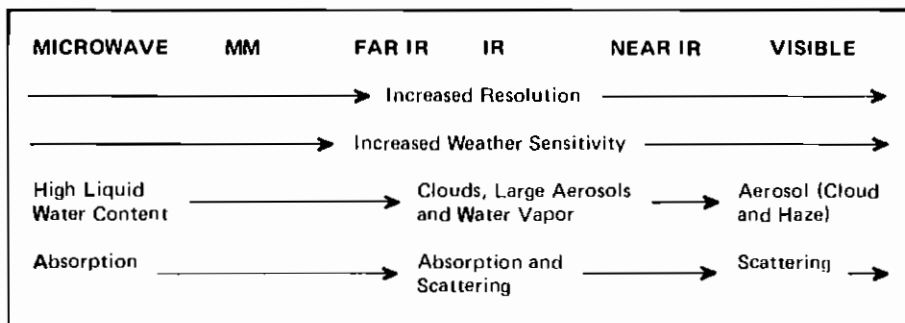 MICROWAVE MM FAR IR IR NEAR IR VISIBLE
Increased Resolution
Increased Weather Sensitivity
High Liquid Clouds, Large Aerosols Aerosol (Cloud
Water Content and Water Vapor and Haze)
Absorption Absorption and Scattering
Scattering